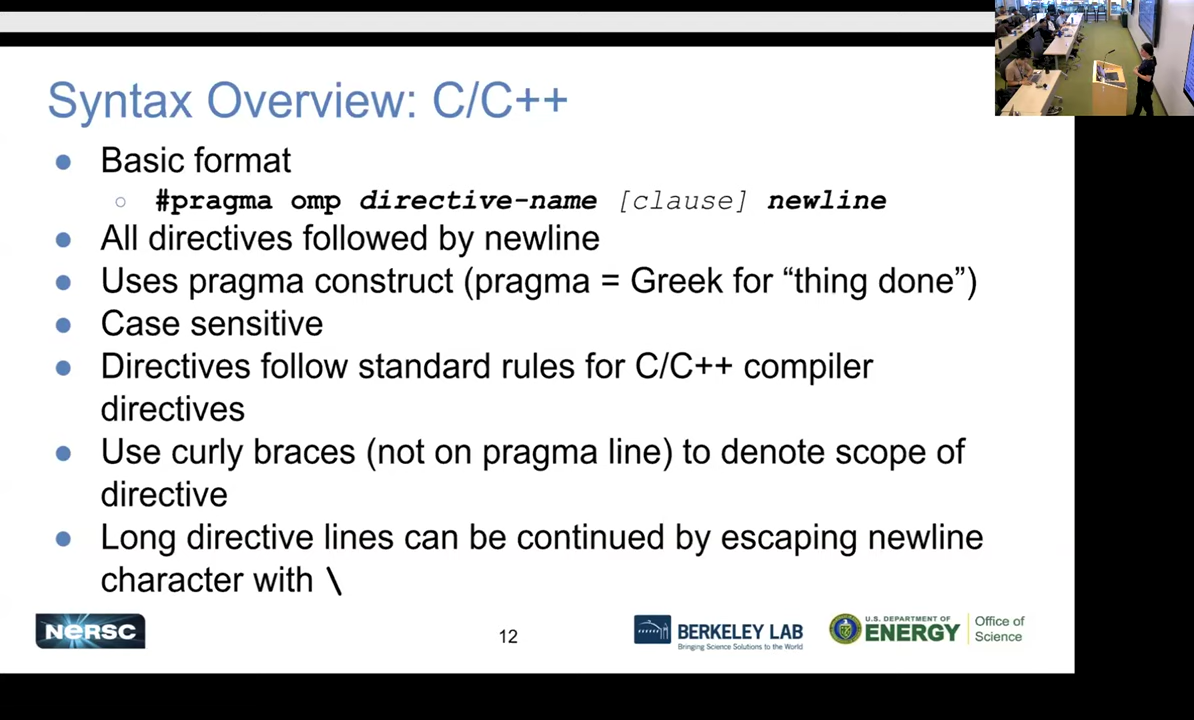 Syntax Overview: C/C++
● Basic format
○ #pragma omp directive-name [clause] newline
● All directives followed by newline
● Uses pragma construct (pragma = Greek for “thing done”)
● Case sensitive
● Directives follow standard rules for C/C++ compiler
directives
● Use curly braces (not on pragma line) to denote scope of
directive
● Long directive lines can be continued by escaping newline
character with \
NERSC
12
BERKELEY LAB
Bringing Science Solutions to the World
U.S. DEPARTMENT OF
ENERGY
Office of
Science